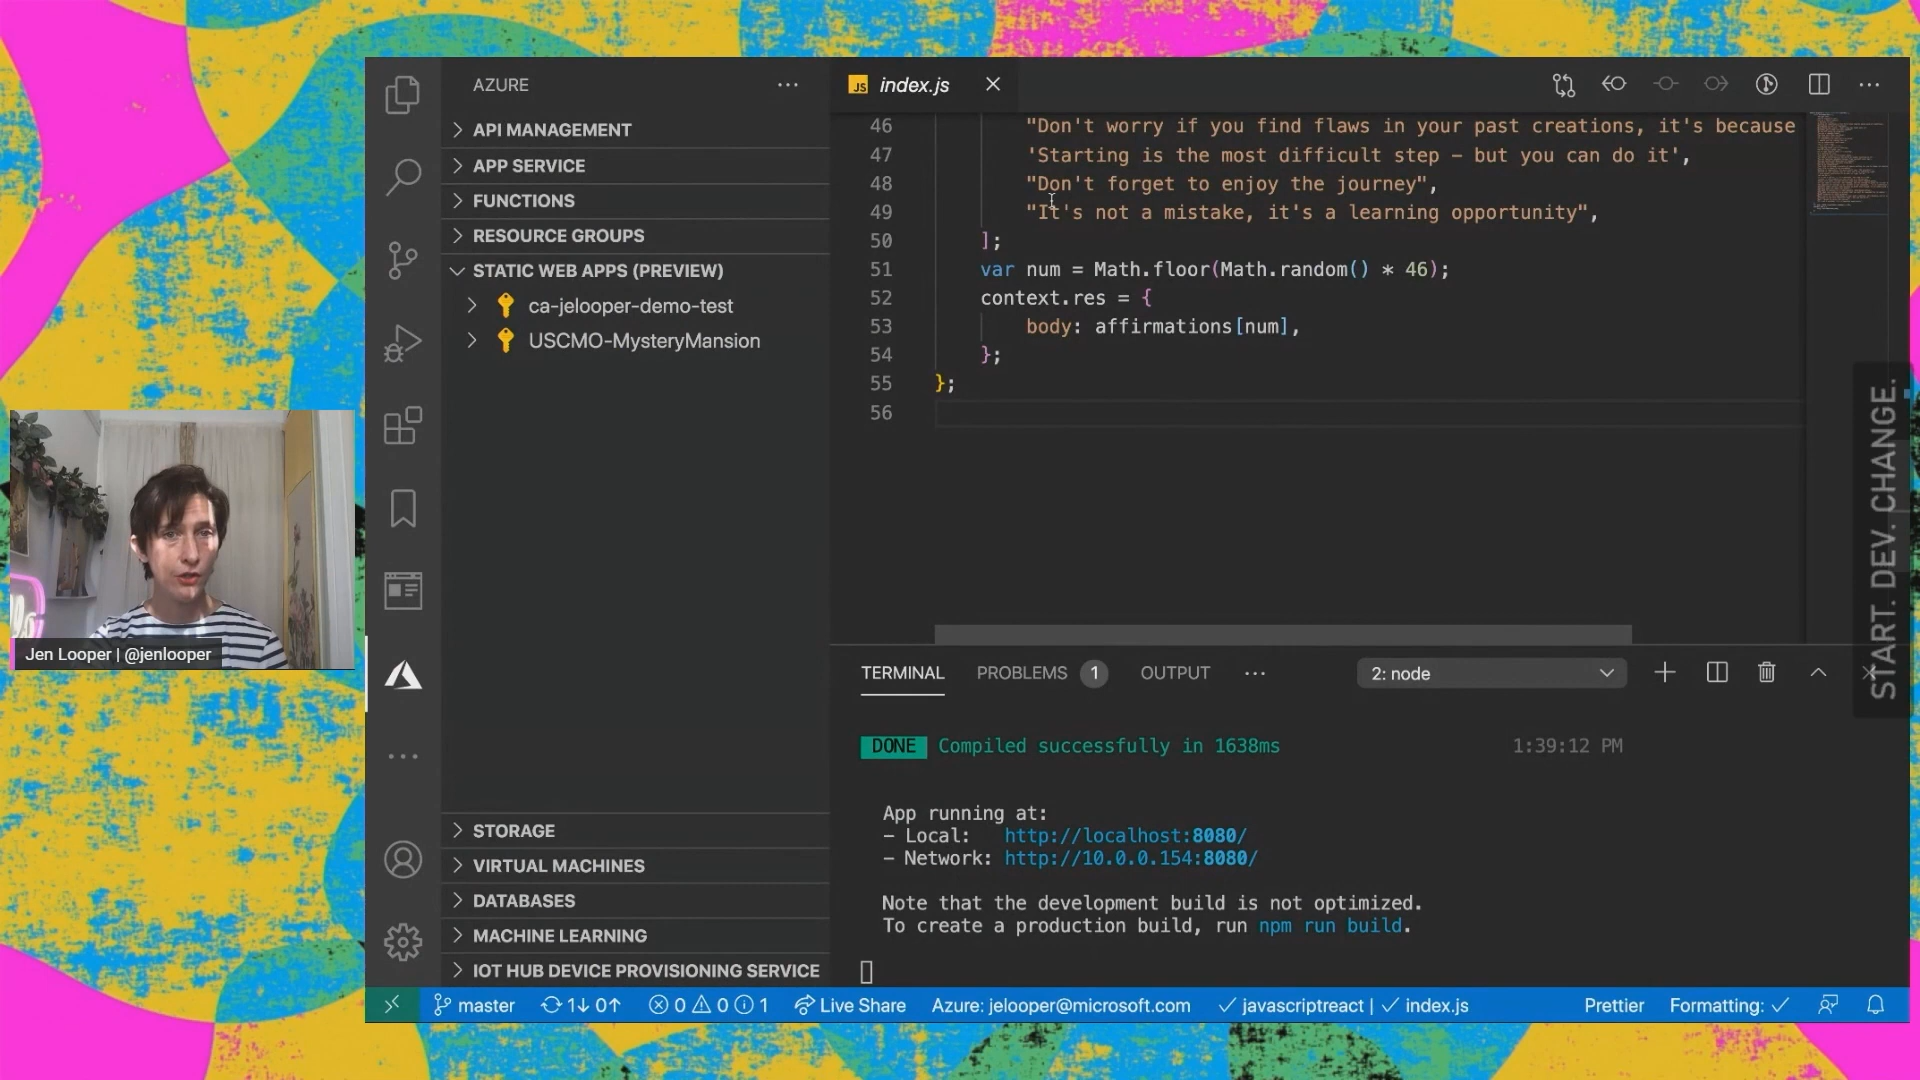 AZURE
API MANAGEMENT
APP SERVICE
FUNCTIONS
RESOURCE GROUPS
STATIC WEB APPS (PREVIEW)
ca-jelooper-demo-test
USCMO-MysteryMansion
STORAGE
VIRTUAL MACHINES
DATABASES
MACHINE LEARNING
IOT HUB DEVICE PROVISIONING SERVICE
JS index.js
46 "Don't worry if you find flaws in your past creations, it's because
47 'Starting is the most difficult step - but you can do it',
48 "Don't forget to enjoy the journey",
49 "It's not a mistake, it's a learning opportunity",
50 ];
51 var num = Math.floor(Math.random() * 46);
52 context.res = {
53 body: affirmations[num],
54 };
55 };
56
TERMINAL PROBLEMS 1 OUTPUT 2: node
DONE Compiled successfully in 1638ms 1:39:12 PM
App running at:
- Local: http://localhost:8080/
- Network: http://10.0.0.154:8080/
Note that the development build is not optimized.
To create a production build, run npm run build.
master 1↓ 0↑ 0 0 1 Live Share Azure: jelooper@microsoft.com ✓ javascriptreact | ✓ index.js Prettier Formatting: ✓
Jen Looper | @jenlooper
START. DEV. CHANGE.